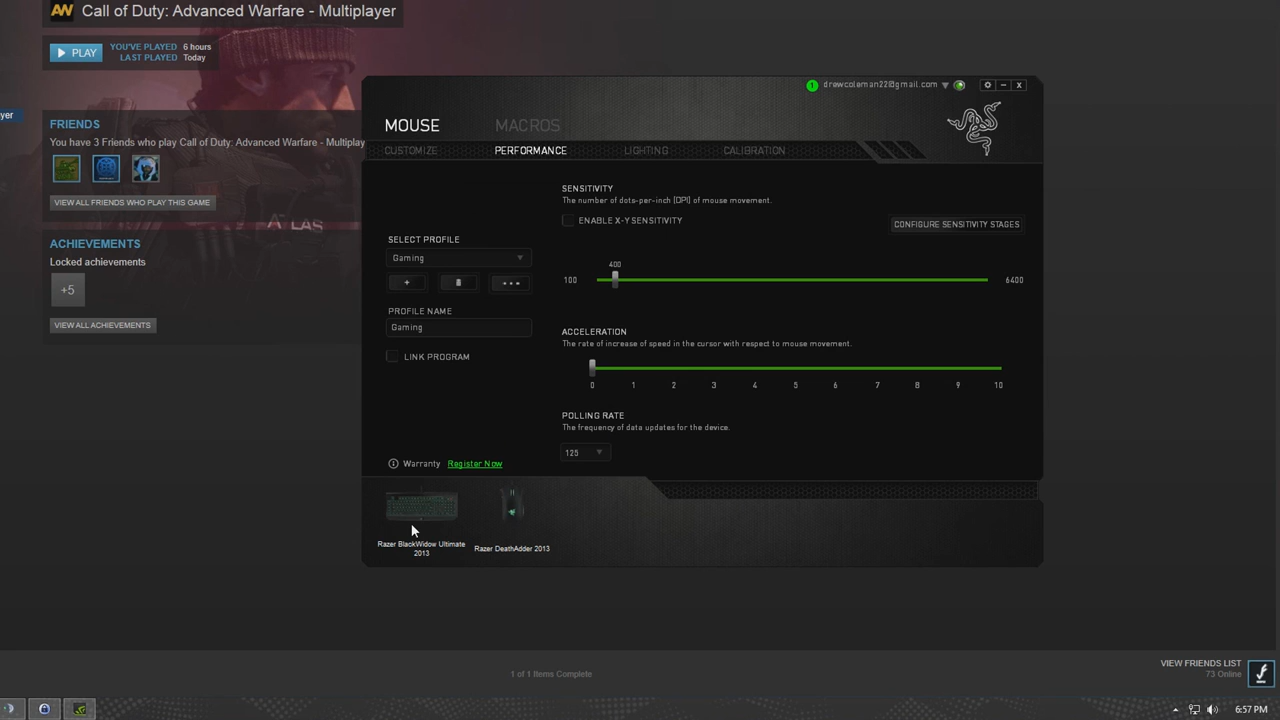 AW Call of Duty: Advanced Warfare - Multiplayer
PLAY
YOU'VE PLAYED 6 hours
LAST PLAYED Today
yer
FRIENDS
You have 3 Friends who play Call of Duty: Advanced Warfare - Multiplay
VIEW ALL FRIENDS WHO PLAY THIS GAME
ATLAS
ACHIEVEMENTS
Locked achievements
+5
VIEW ALL ACHIEVEMENTS
1 drewcoleman22@gmail.com
x
MOUSE MACROS
CUSTOMIZE PERFORMANCE LIGHTING CALIBRATION
SELECT PROFILE
Gaming
+
PROFILE NAME
Gaming
LINK PROGRAM
Warranty Register Now
SENSITIVITY
The number of dots-per-inch (DPI) of mouse movement.
ENABLE X-Y SENSITIVITY
CONFIGURE SENSITIVITY STAGES
400
100 6400
ACCELERATION
The rate of increase of speed in the cursor with respect to mouse movement.
0 1 2 3 4 5 6 7 8 9 10
POLLING RATE
The frequency of data updates for the device.
125
Razer BlackWidow Ultimate
2013
Razer DeathAdder 2013
1 of 1 Items Complete
VIEW FRIENDS LIST
73 Online
6:57 PM